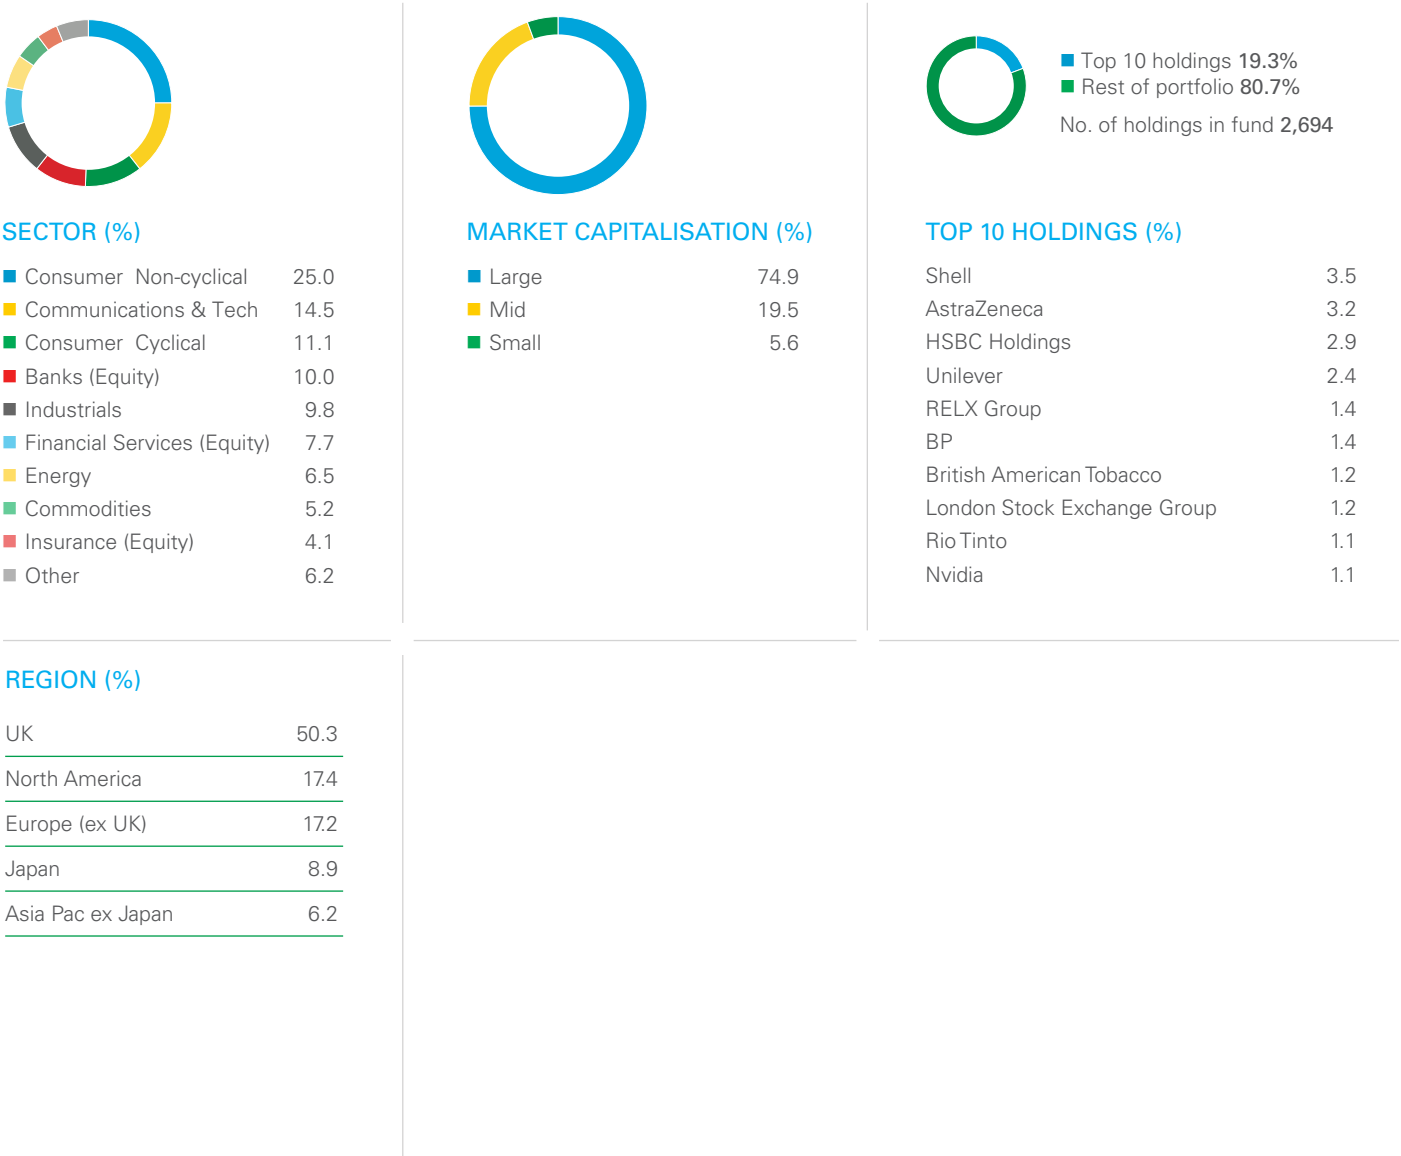 SECTOR (%)
Consumer Non-cyclical 25.0
Communications & Tech 14.5
Consumer Cyclical 11.1
Banks (Equity) 10.0
Industrials 9.8
Financial Services (Equity) 7.7
Energy 6.5
Commodities 5.2
Insurance (Equity) 4.1
Other 6.2
MARKET CAPITALISATION (%)
Large 74.9
Mid 19.5
Small 5.6
Top 10 holdings 19.3%
Rest of portfolio 80.7%
No. of holdings in fund 2,694
TOP 10 HOLDINGS (%)
Shell 3.5
AstraZeneca 3.2
HSBC Holdings 2.9
Unilever 2.4
RELX Group 1.4
BP 1.4
British American Tobacco 1.2
London Stock Exchange Group 1.2
Rio Tinto 1.1
Nvidia 1.1
REGION (%)
UK 50.3
North America 17.4
Europe (ex UK) 17.2
Japan 8.9
Asia Pac ex Japan 6.2